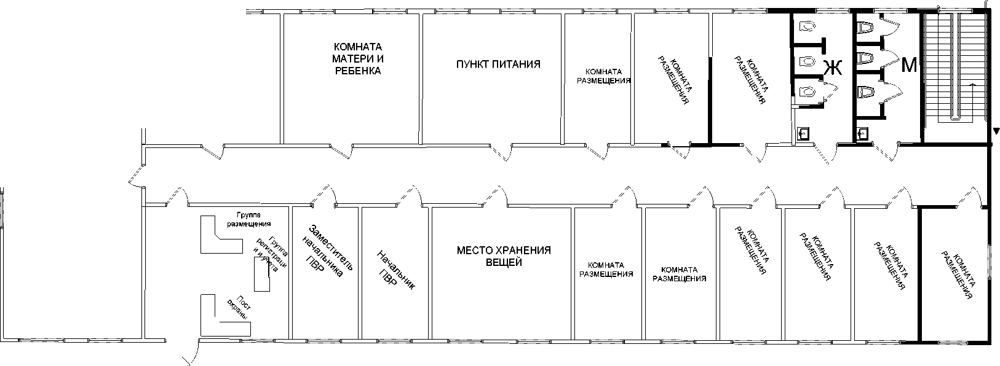 КОМНАТА
МАТЕРИ И
РЕБЕНКА
ПУНКТ ПИТАНИЯ
КОМНАТА
РАЗМЕЩЕНИЯ
КОМНАТА
РАЗМЕЩЕНИЯ
КОМНАТА
РАЗМЕЩЕНИЯ
Ж
М
Группа
размещения
Группа
регистраци
и и учета
Пост
охраны
Заместитель
начальника
ПВР
Начальник
ПВР
МЕСТО ХРАНЕНИЯ
ВЕЩЕЙ
КОМНАТА
РАЗМЕЩЕНИЯ
КОМНАТА
РАЗМЕЩЕНИЯ
КОМНАТА
РАЗМЕЩЕНИЯ
КОМНАТА
РАЗМЕЩЕНИЯ
КОМНАТА
РАЗМЕЩЕНИЯ
КОМНАТА
РАЗМЕЩЕНИЯ